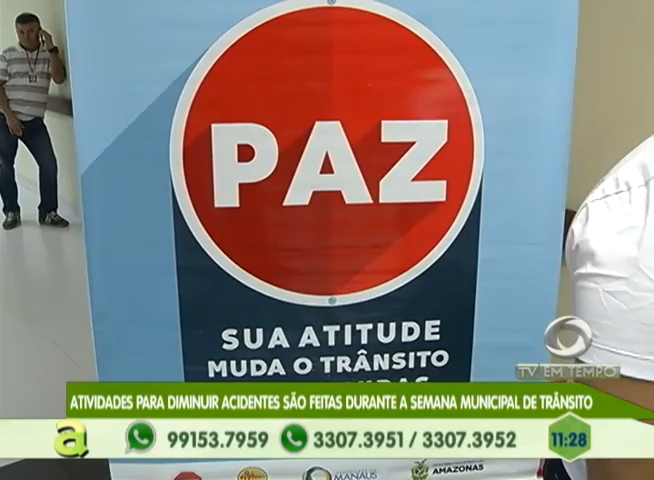 PAZ
SUA ATITUDE
MUDA O TRÂNSITO
TV EM TEMPO
ATIVIDADES PARA DIMINUIR ACIDENTES SÃO FEITAS DURANTE A SEMANA MUNICIPAL DE TRÂNSITO
a 99153.7959 3307.3951 / 3307.3952 11:28
MANAUS
AMAZONAS